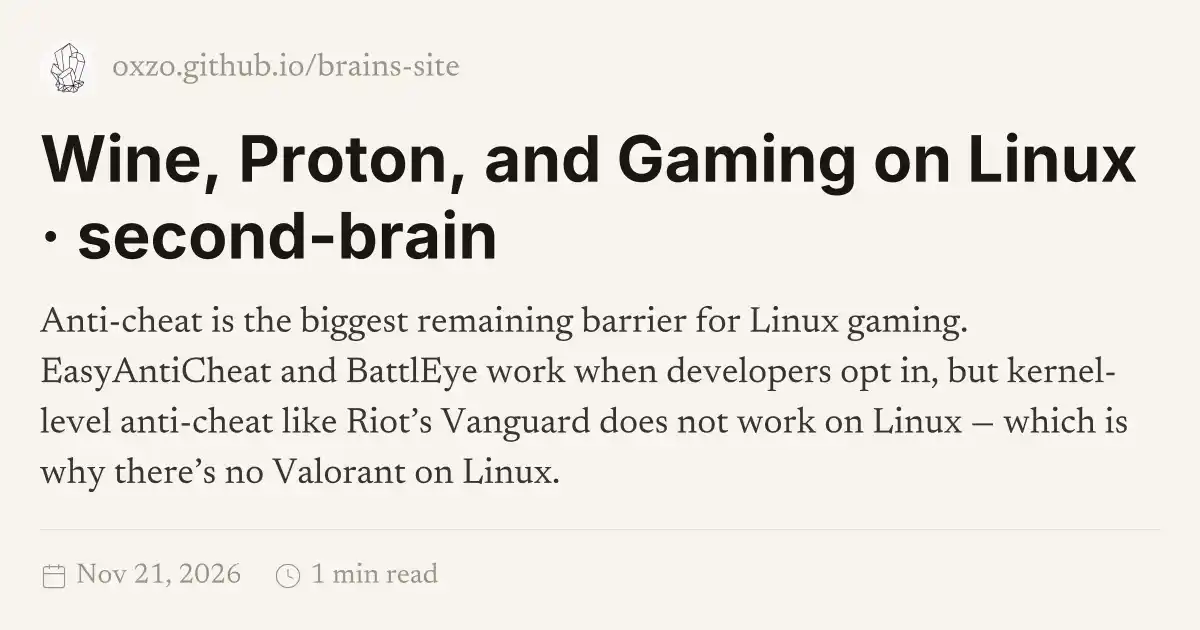 oxzo.github.io/brains-site
Wine, Proton, and Gaming on Linux
· second-brain
Anti-cheat is the biggest remaining barrier for Linux gaming.
EasyAntiCheat and BattlEye work when developers opt in, but kernel-
level anti-cheat like Riot’s Vanguard does not work on Linux – which is
why there’s no Valorant on Linux.
Nov 21, 2026 1 min read